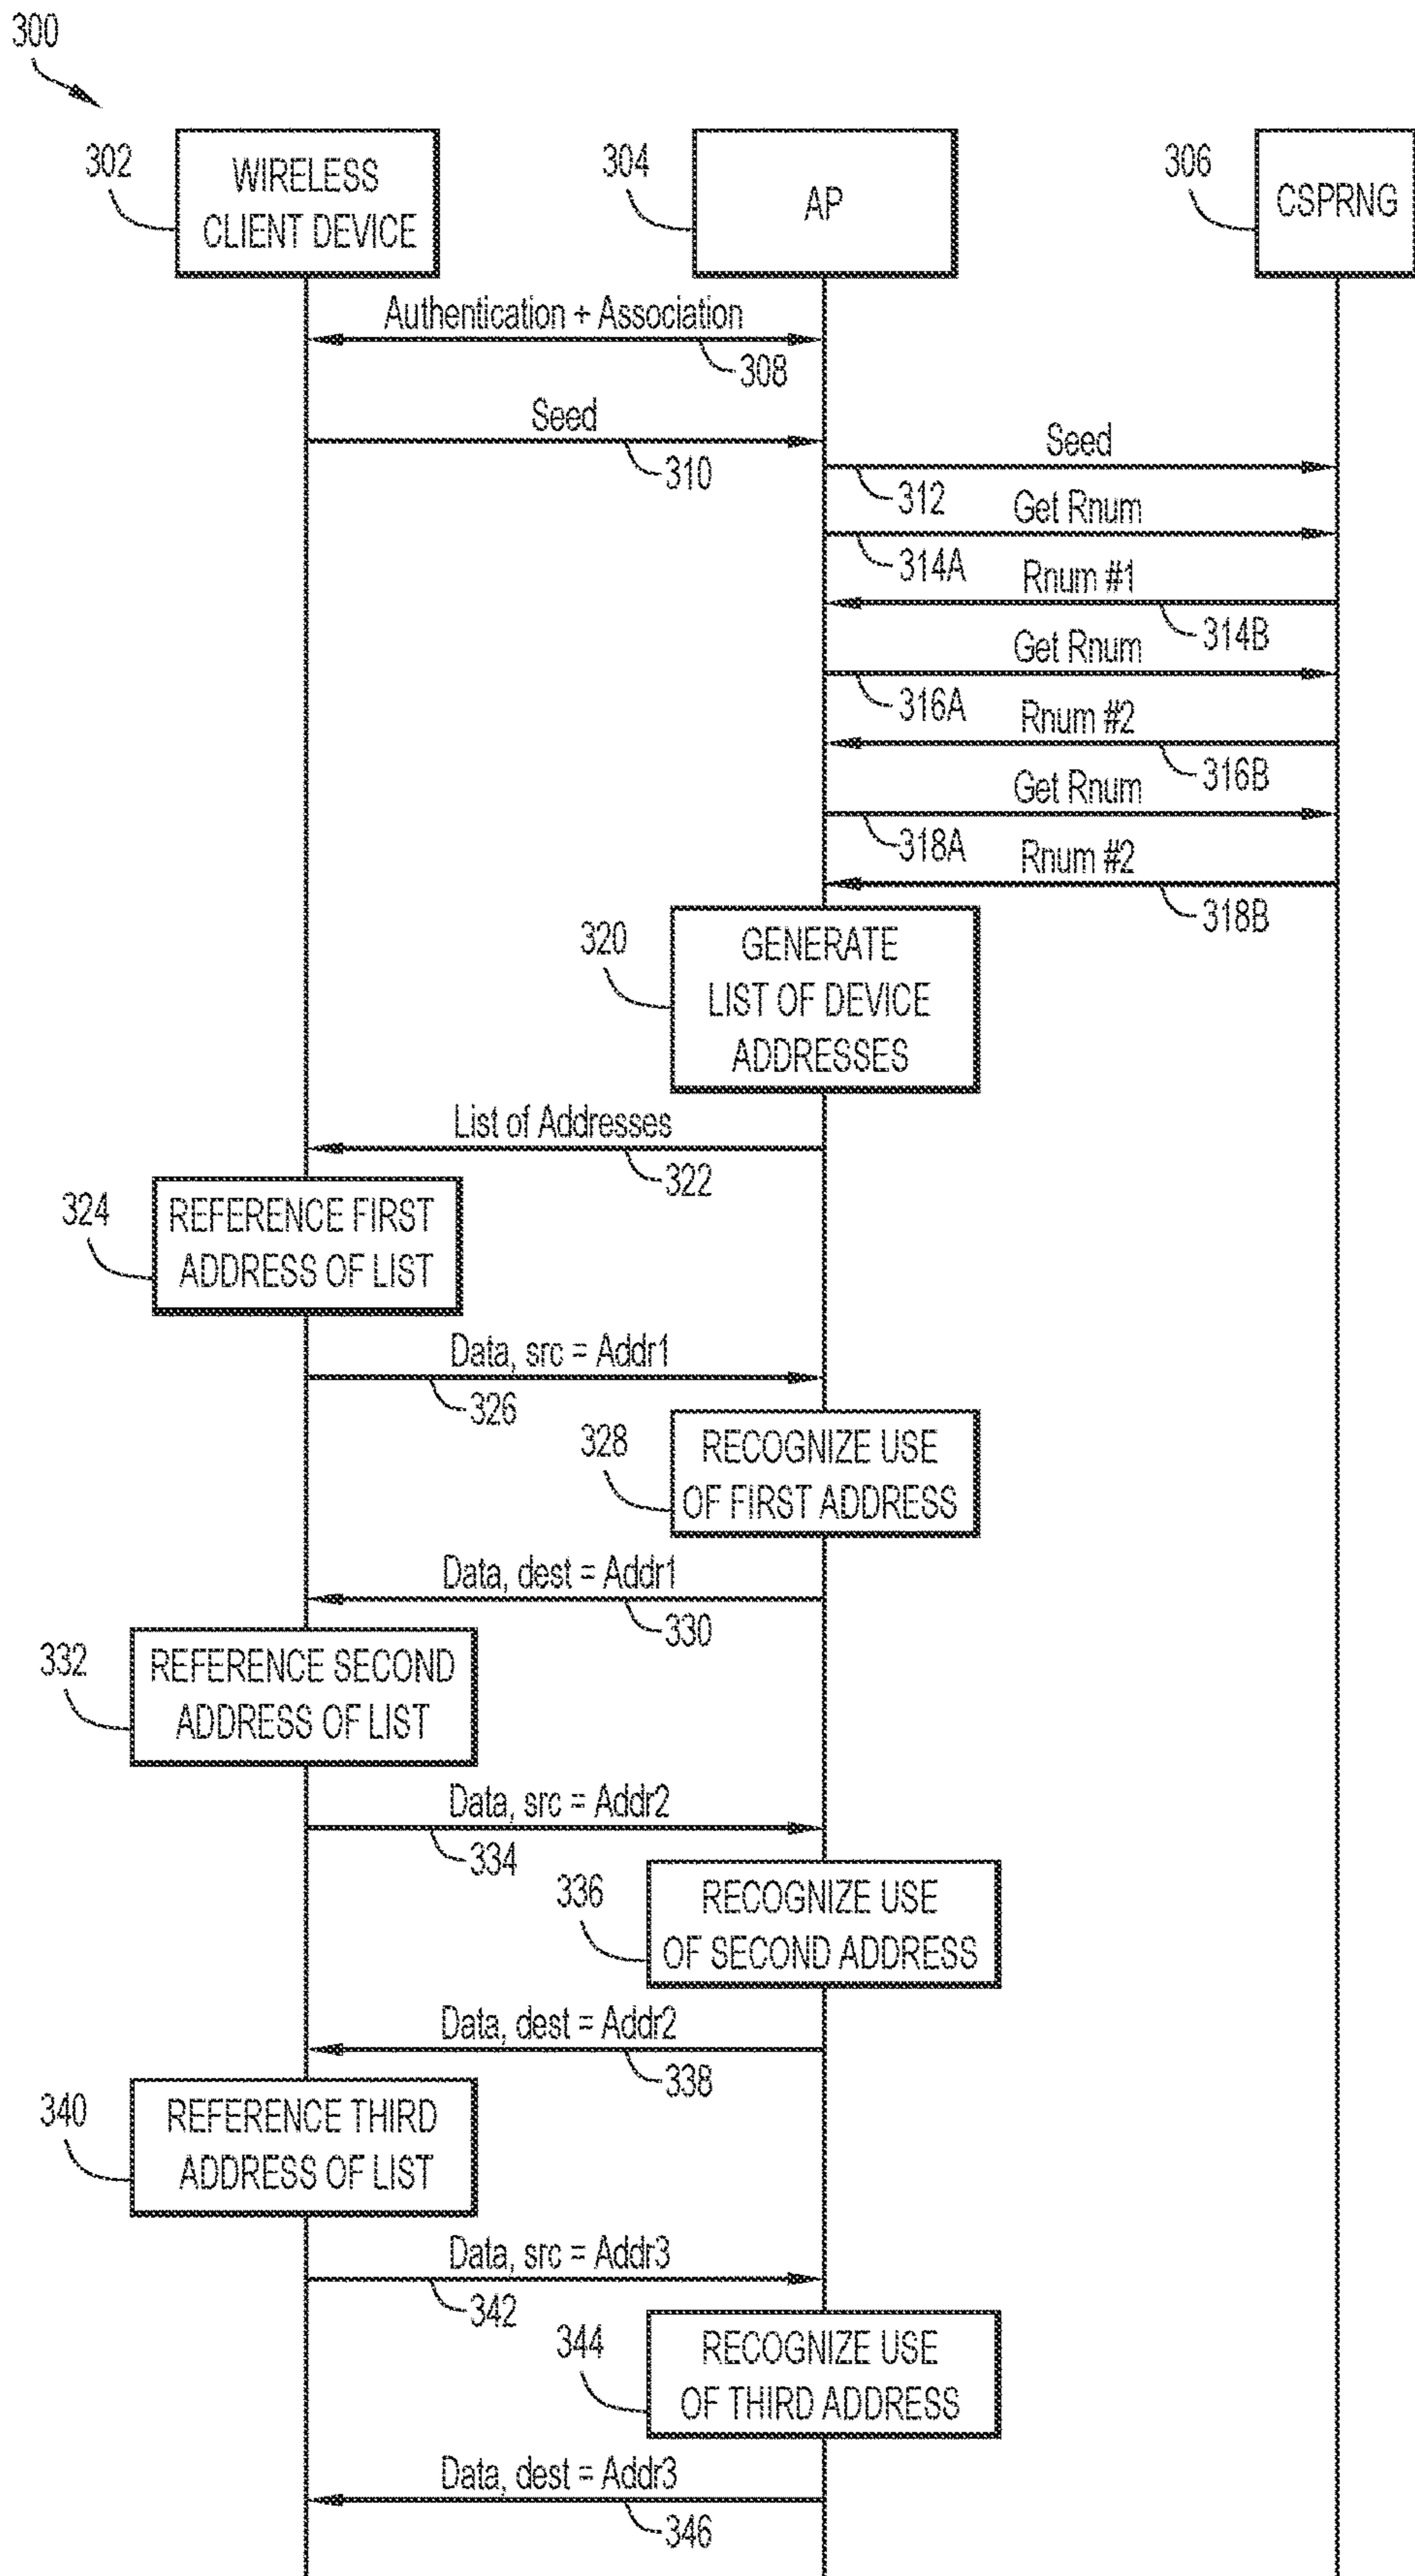 300
302
WIRELESS
CLIENT DEVICE
304
AP
306
CSPRNG
Authentication + Association
308
Seed
310
Seed
312
Get Rnum
314A
Rnum #1
314B
Get Rnum
316A
Rnum #2
316B
Get Rnum
318A
Rnum #2
318B
320
GENERATE
LIST OF DEVICE
ADDRESSES
List of Addresses
322
324
REFERENCE FIRST
ADDRESS OF LIST
Data, src = Addr1
326
328
RECOGNIZE USE
OF FIRST ADDRESS
Data, dest = Addr1
330
332
REFERENCE SECOND
ADDRESS OF LIST
Data, src = Addr2
334
336
RECOGNIZE USE
OF SECOND ADDRESS
Data, dest = Addr2
338
340
REFERENCE THIRD
ADDRESS OF LIST
Data, src = Addr3
342
344
RECOGNIZE USE
OF THIRD ADDRESS
Data, dest = Addr3
346